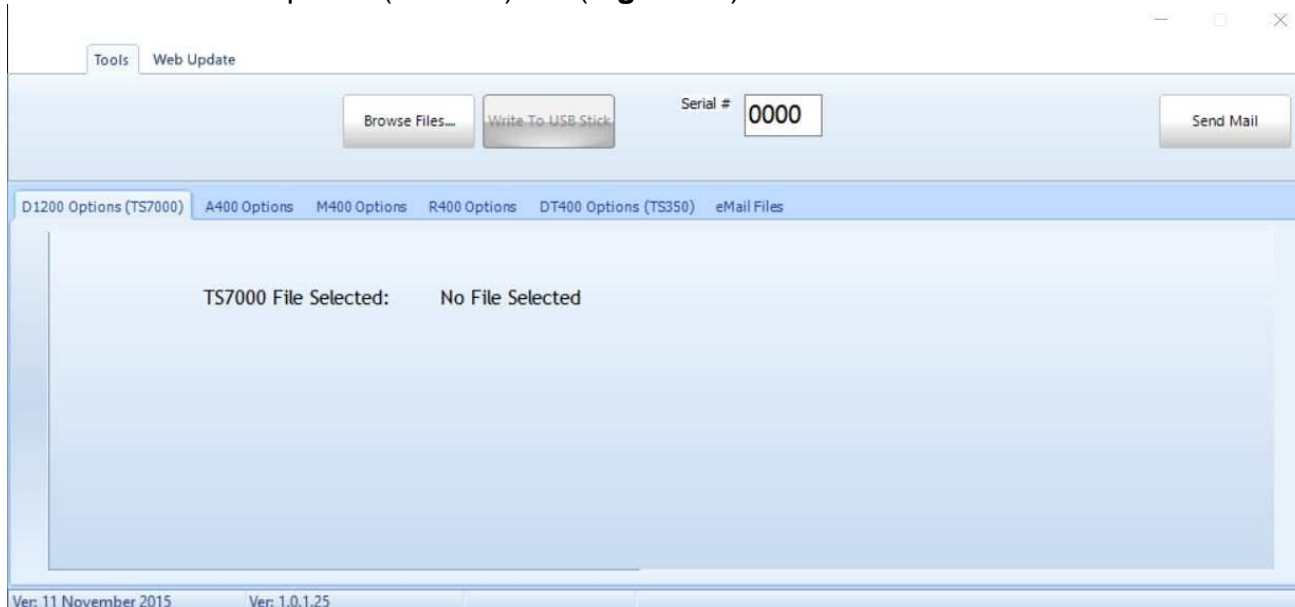 Tools Web Update
Browse Files... Write To USB Stick Serial # 0000 Send Mail
D1200 Options (TS7000) A400 Options M400 Options R400 Options DT400 Options (TS350) eMail Files
TS7000 File Selected: No File Selected
Ver: 11 November 2015 Ver: 1.0.1.25